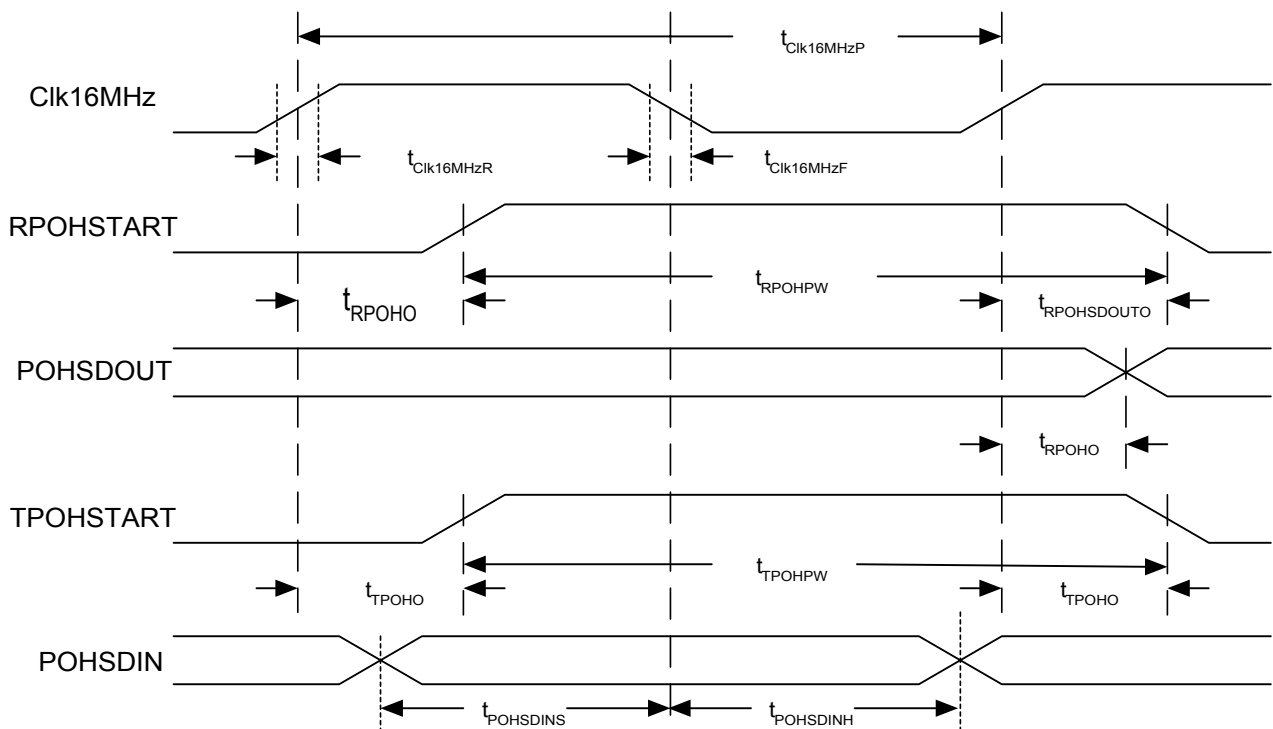 tClk16MHzP
Clk16MHz
tClk16MHzR
tClk16MHzF
RPOHSTART
tRPOHPW
tRPOHO
tRPOHSDOUTO
POHSDOUT
tRPOHO
TPOHSTART
tTPOHPW
tTPOHO
tTPOHO
POHSDIN
tPOHSDINS
tPOHSDINH